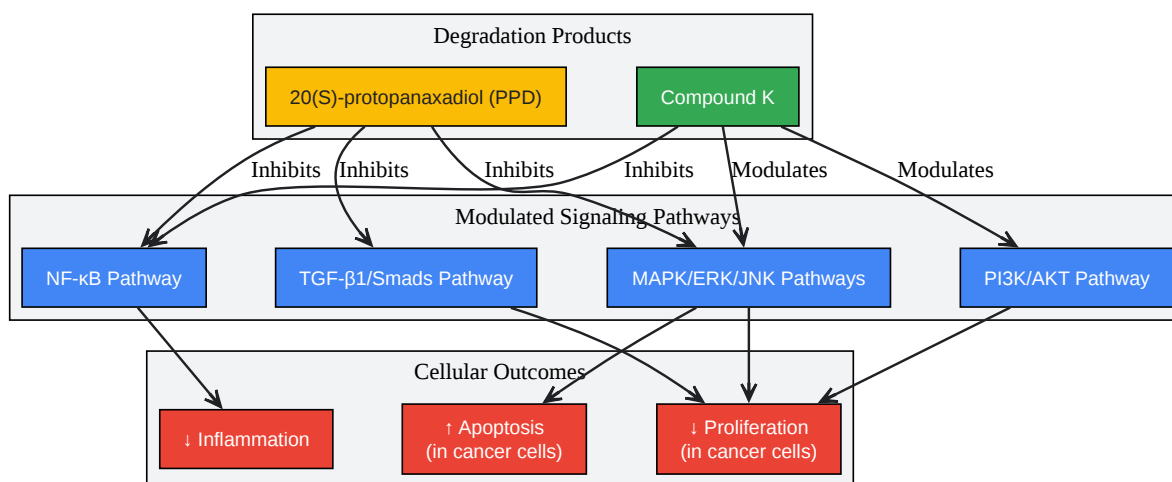 Degradation Products
20(S)-protopanaxadiol (PPD)
Compound K
Inhibits
Inhibits
Inhibits
Inhibits
Modulates
Modulates
Modulated Signaling Pathways
NF-κB Pathway
TGF-β1/Smads Pathway
MAPK/ERK/JNK Pathways
PI3K/AKT Pathway
Cellular Outcomes
↓ Inflammation
↑ Apoptosis
(in cancer cells)
↓ Proliferation
(in cancer cells)